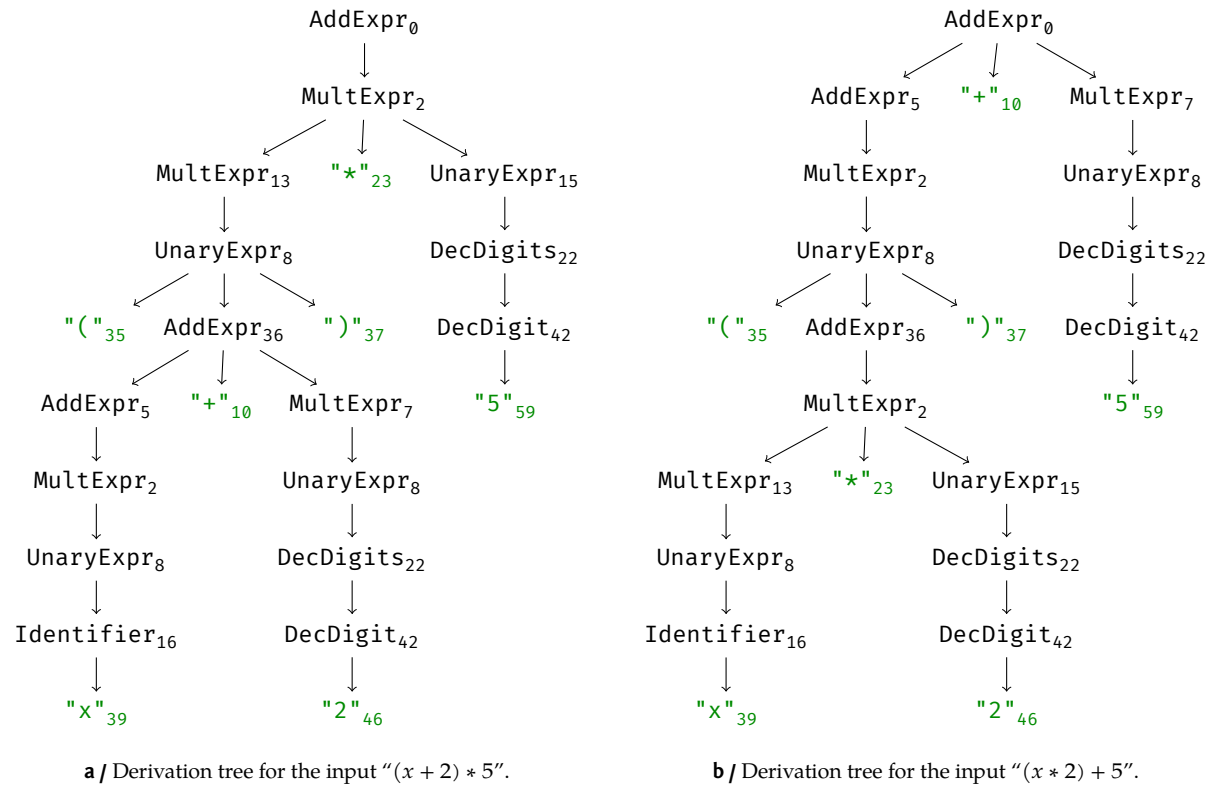 AddExpr₀ AddExpr₀
MultExpr₂ AddExpr₅ "+"₁₀ MultExpr₇
MultExpr₁₃ "*"₂₃ UnaryExpr₁₅ MultExpr₂ UnaryExpr₈
UnaryExpr₈ DecDigits₂₂ UnaryExpr₈ DecDigits₂₂
"("₃₅ AddExpr₃₆ ")"₃₇ DecDigit₄₂ "("₃₅ AddExpr₃₆ ")"₃₇ DecDigit₄₂
AddExpr₅ "+"₁₀ MultExpr₇ "5"₅₉ MultExpr₂ "5"₅₉
MultExpr₂ UnaryExpr₈ MultExpr₁₃ "*"₂₃ UnaryExpr₁₅
UnaryExpr₈ DecDigits₂₂ UnaryExpr₈ DecDigits₂₂
Identifier₁₆ DecDigit₄₂ Identifier₁₆ DecDigit₄₂
"x"₃₉ "2"₄₆ "x"₃₉ "2"₄₆
a / Derivation tree for the input “(x + 2) ∗ 5”. b / Derivation tree for the input “(x ∗ 2) + 5”.